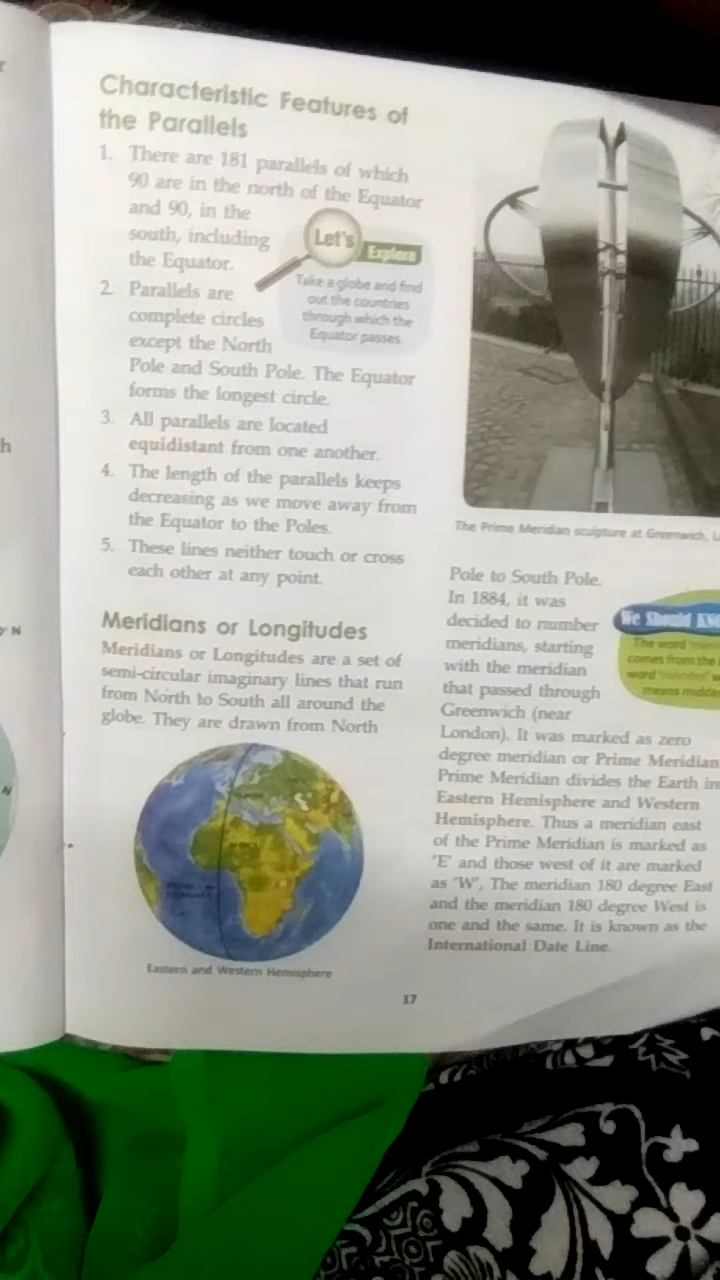 Characteristic Features of
the Parallels
1. There are 181 parallels of which
90 are in the north of the Equator
and 90, in the
south, including
the Equator.
2. Parallels are
complete circles
except the North
Pole and South Pole. The Equator
forms the longest circle.
3. All parallels are located
equidistant from one another.
4. The length of the parallels keeps
decreasing as we move away from
the Equator to the Poles.
5. These lines neither touch or cross
each other at any point.
Let's Explore
Take a globe and find
out the countries
through which the
Equator passes.
Meridians or Longitudes
Meridians or Longitudes are a set of
semi-circular imaginary lines that run
from North to South all around the
globe. They are drawn from North
Eastern and Western Hemisphere
The Prime Meridian sculpture at Greenwich,
Pole to South Pole.
In 1884, it was
decided to number
meridians, starting
with the meridian
that passed through
Greenwich (near
London). It was marked as zero
degree meridian or Prime Meridian
Prime Meridian divides the Earth in
Eastern Hemisphere and Western
Hemisphere. Thus a meridian east
of the Prime Meridian is marked as
'E' and those west of it are marked
as 'W', The meridian 180 degree East
and the meridian 180 degree West is
one and the same. It is known as the
International Date Line.
We Should
The word
comes from the
word
means
17